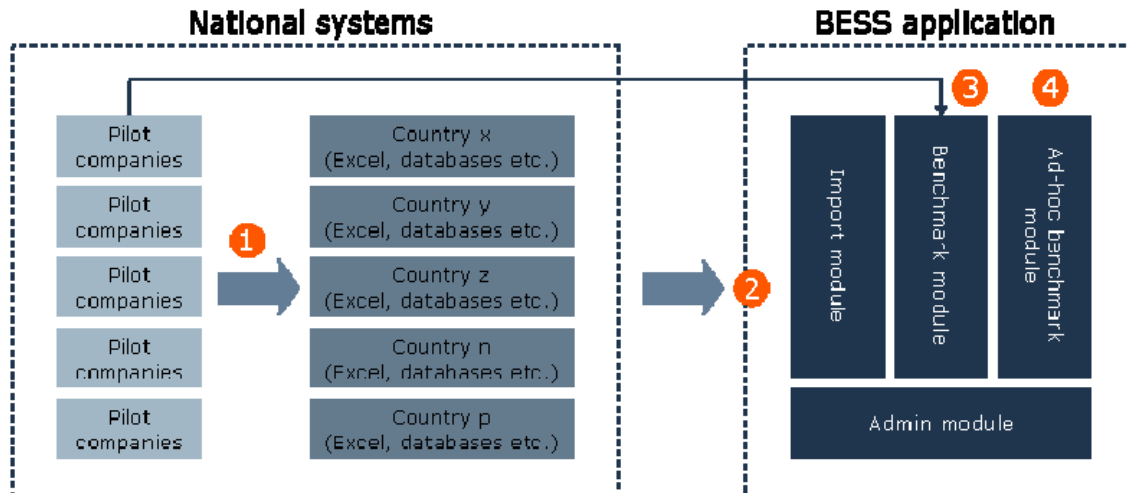 National systems
BESS application
3
4
Pilot
companies
Country x
(Excel, databases etc.)
Pilot
companies
Country y
(Excel, databases etc.)
1
Pilot
companies
Country z
(Excel, databases etc.)
2
Pilot
companies
Country n
(Excel, databases etc.)
Pilot
companies
Country p
(Excel, databases etc.)
Import module
Benchmark module
Ad-hoc benchmark
module
Admin module